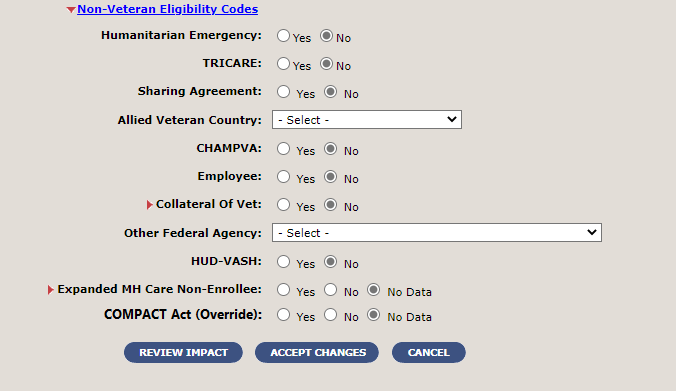 Non-Veteran Eligibility Codes
Humanitarian Emergency: Yes No
TRICARE: Yes No
Sharing Agreement: Yes No
Allied Veteran Country: - Select -
CHAMPVA: Yes No
Employee: Yes No
Collateral Of Vet: Yes No
Other Federal Agency: - Select -
HUD-VASH: Yes No
Expanded MH Care Non-Enrollee: Yes No No Data
COMPACT Act (Override): Yes No No Data
REVIEW IMPACT ACCEPT CHANGES CANCEL